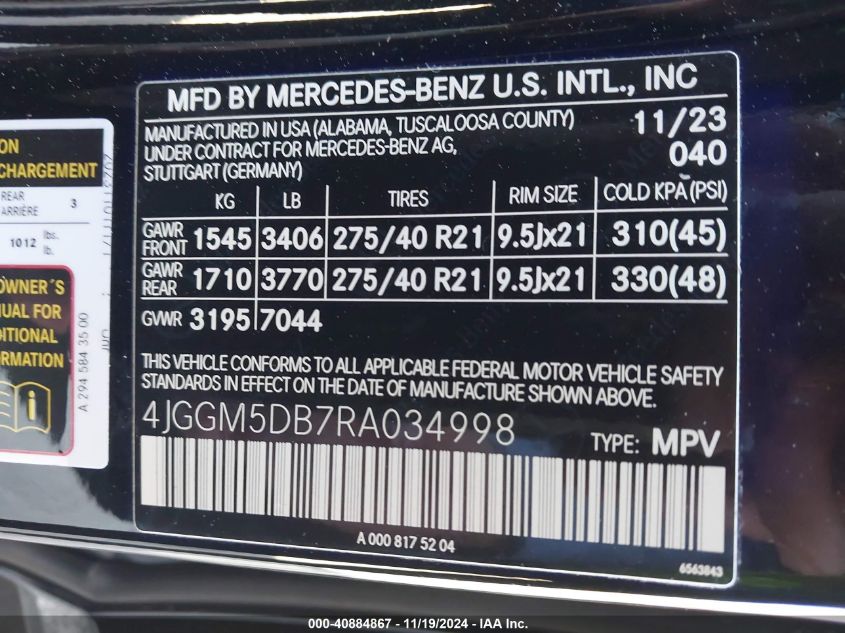 MFD BY MERCEDES-BENZ U.S. INTL., INC
MANUFACTURED IN USA (ALABAMA, TUSCALOOSA COUNTY) 11/23
UNDER CONTRACT FOR MERCEDES-BENZ AG, 040
STUTTGART (GERMANY)
KG LB TIRES RIM SIZE COLD KPA (PSI)
GAWR FRONT 1545 3406 275/40 R21 9.5Jx21 310(45)
GAWR REAR 1710 3770 275/40 R21 9.5Jx21 330(48)
GVWR 3195 7044
THIS VEHICLE CONFORMS TO ALL APPLICABLE FEDERAL MOTOR VEHICLE SAFETY
STANDARDS IN EFFECT ON THE DATE OF MANUFACTURE SHOWN ABOVE.
4JGGM5DB7RA034998 TYPE: MPV
A 000 817 52 04
6563843
CHARGEMENT
REAR
ARRIÈRE 3
1012 lbs.
lb.
OWNER´S
FOR
A 294 584 35 00
000-40884867 - 11/19/2024 - IAA Inc.